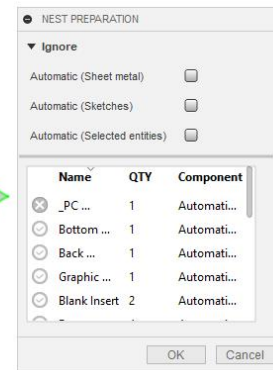 NEST PREPARATION
Ignore
Automatic (Sheet metal)
Automatic (Sketches)
Automatic (Selected entities)
Name QTY Component
_PC ... 1 Automati...
Bottom ... 1 Automati...
Back ... 1 Automati...
Graphic ... 1 Automati...
Blank Insert 2 Automati...
OK Cancel